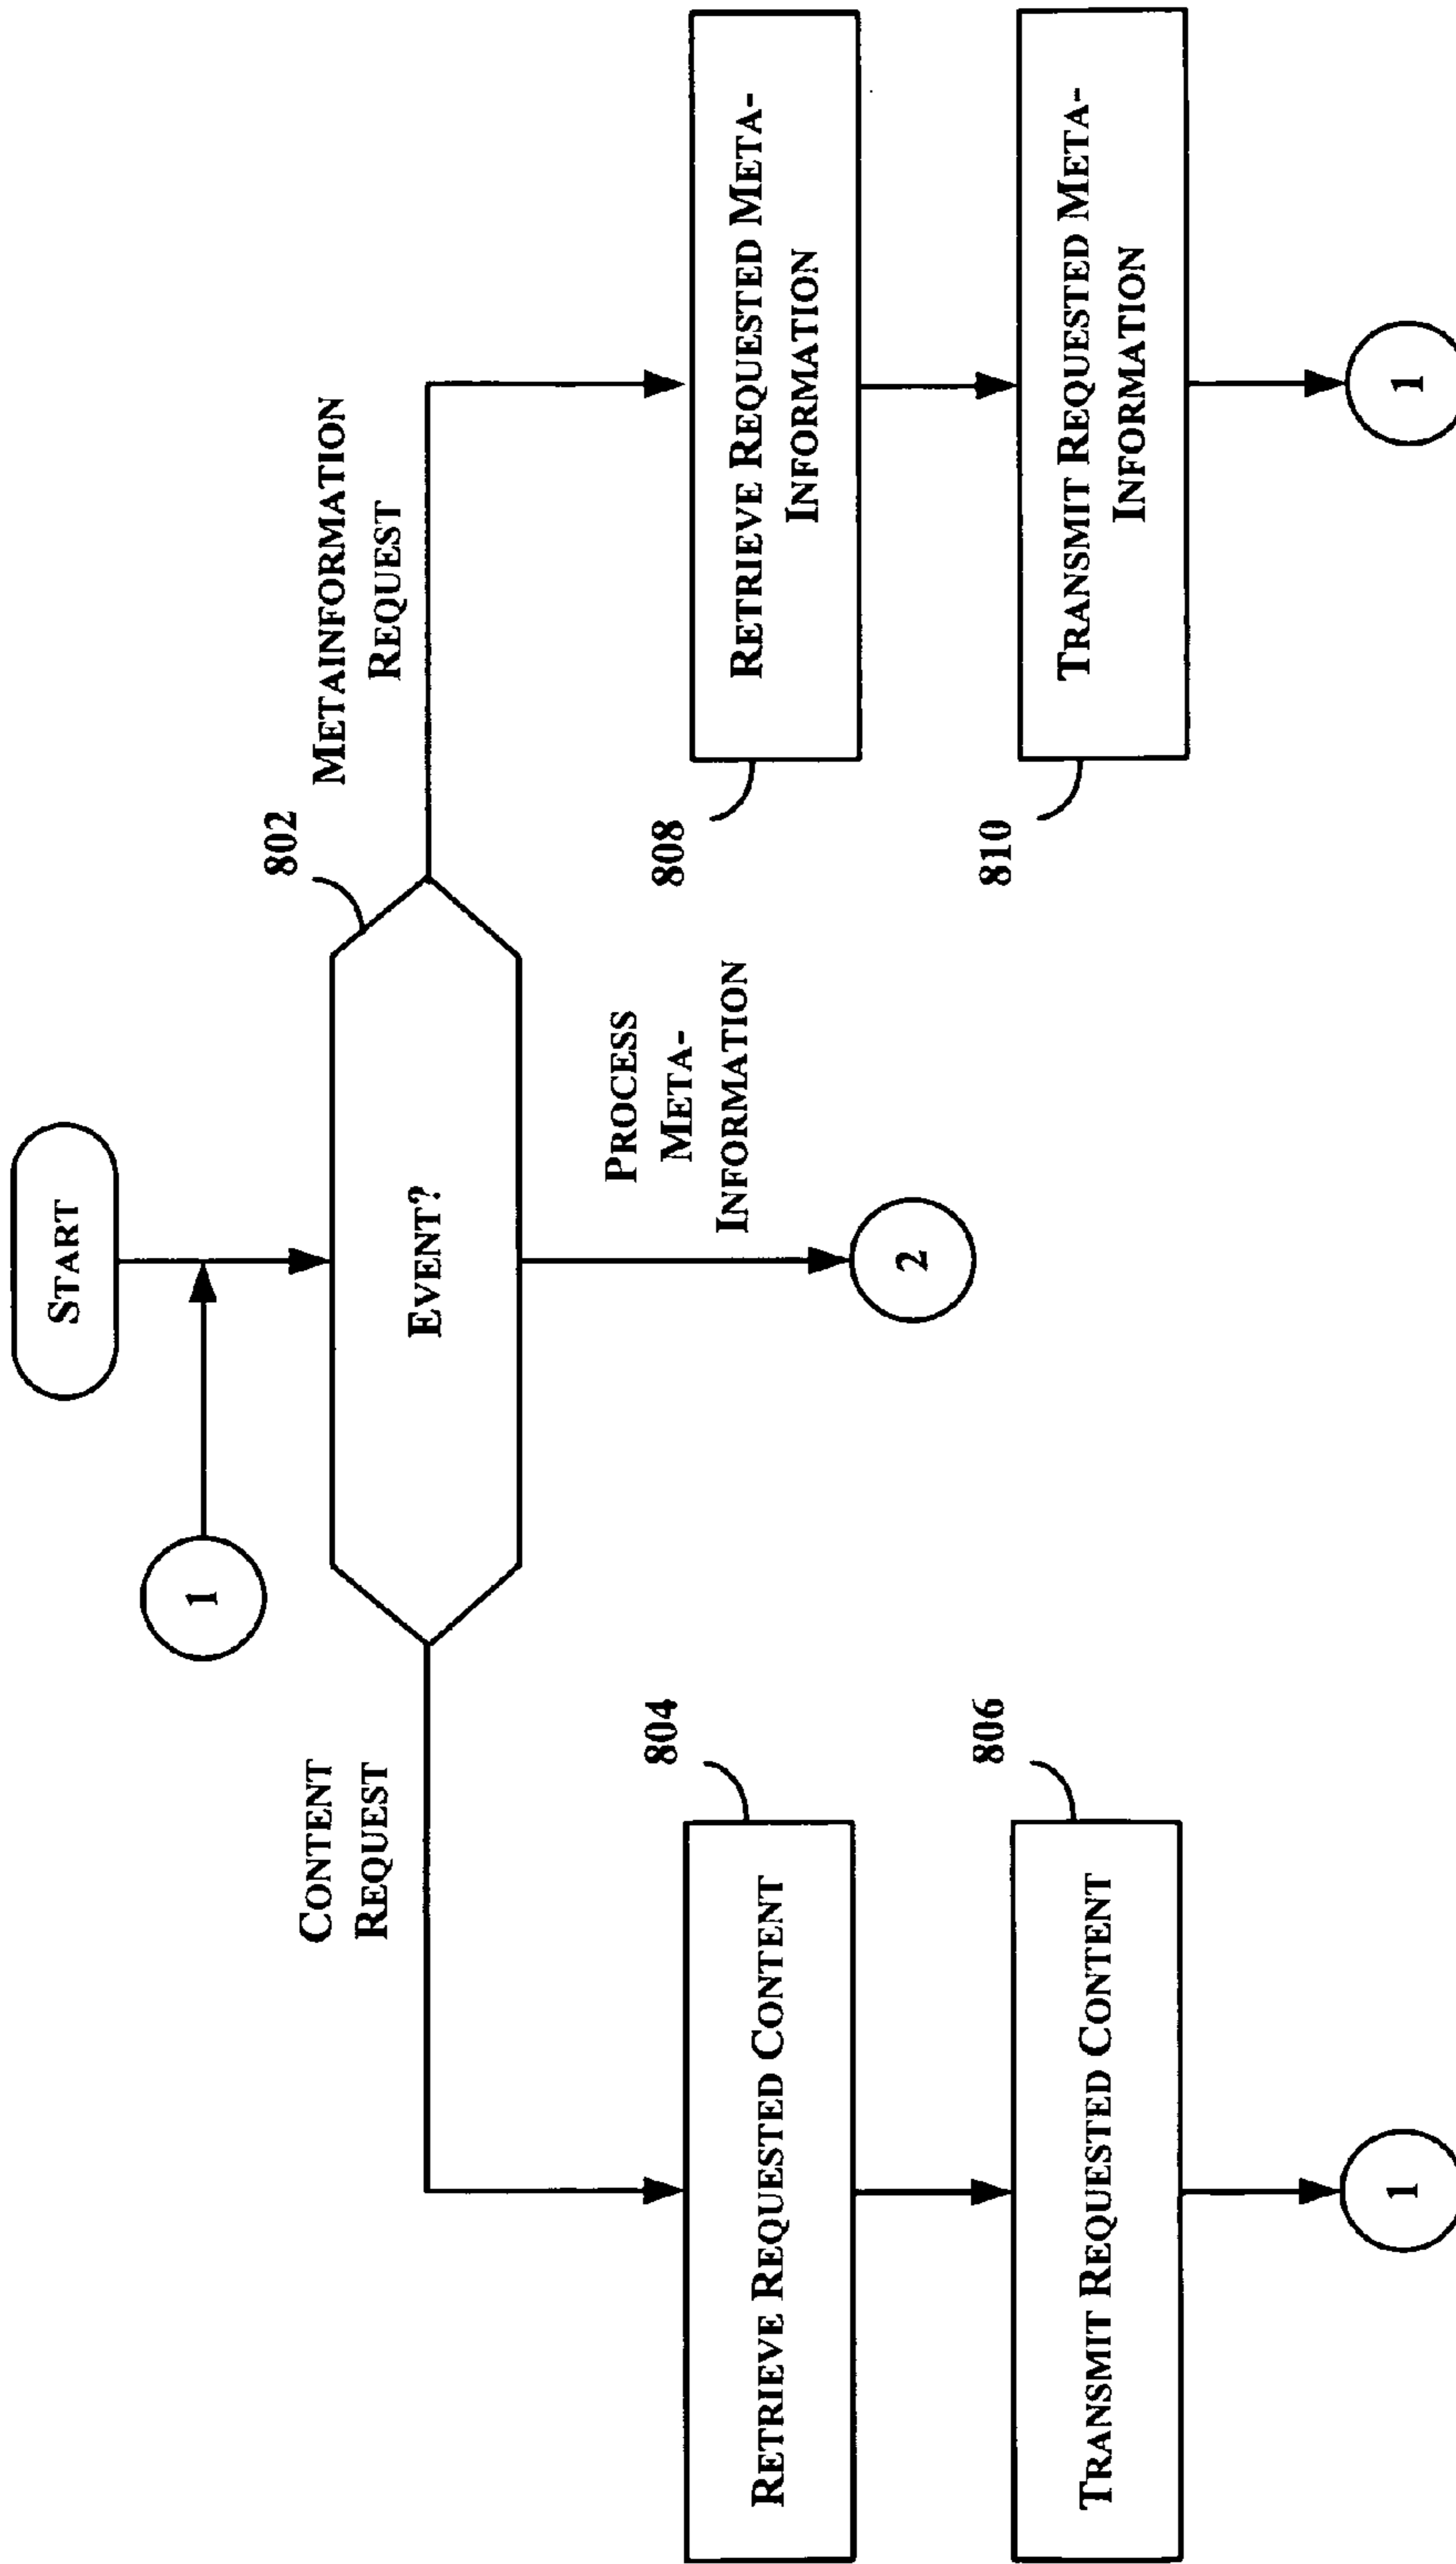 START
1
802
EVENT?
CONTENT
REQUEST
METAINFORMATION
REQUEST
PROCESS
META-
INFORMATION
2
804
RETRIEVE REQUESTED CONTENT
808
RETRIEVE REQUESTED META-
INFORMATION
806
TRANSMIT REQUESTED CONTENT
810
TRANSMIT REQUESTED META-
INFORMATION
1
1